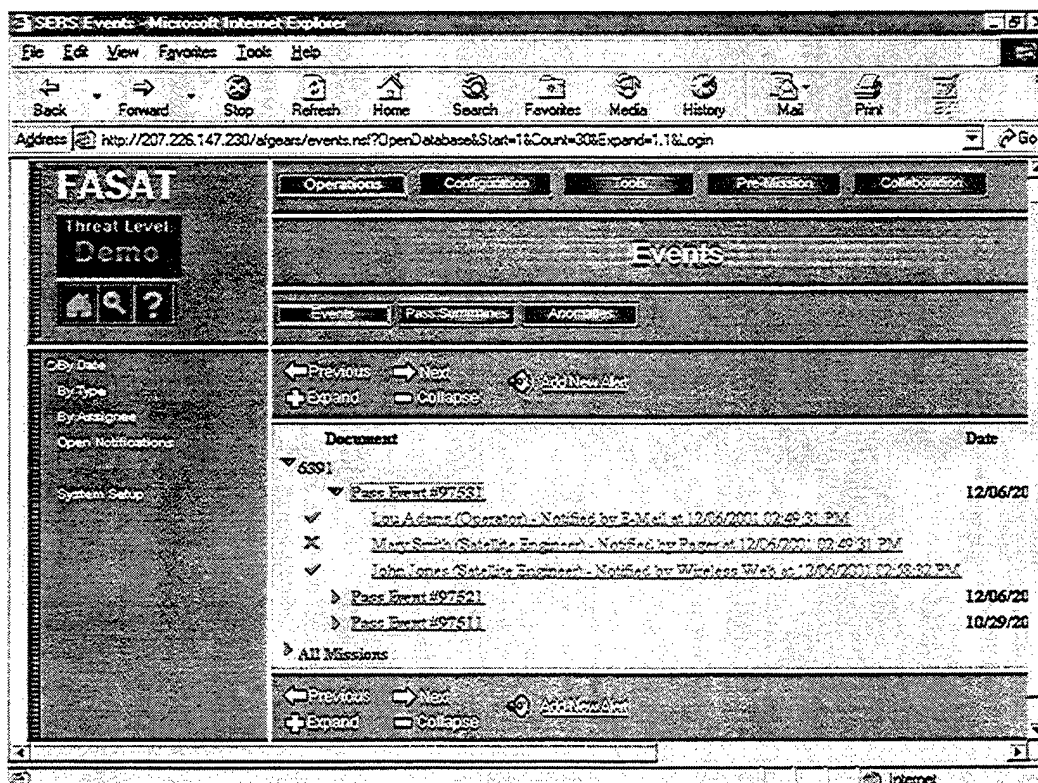 SERS Events - Microsoft Internet Explorer
File Edit View Favorites Tools Help
Back Forward Stop Refresh Home Search Favorites Media History Mail Print
Address http://207.226.147.230/afgears/events.nsf?OpenDatabase&Start=1&Count=30&Expand=1.1&Login Go
FASAT
Operations Configuration Tools Pre-Mission Collaboration
Threat Level:
Demo
Events
Events Pass Summaries Anomalies
By Date
By Type
By Assignee
Open Notifications
System Setup
Previous Next Add New Alert
Expand Collapse
Document Date
6391
Pass Event #97531 12/06/20
Lou Adams (Operator) - Notified by E-Mail at 12/06/2001 02:49:31 PM
Mary Smith (Satellite Engineer) - Notified by Pager at 12/06/2001 02:49:31 PM
John Jones (Satellite Engineer) - Notified by Wireless Web at 12/06/2001 PM
Pass Event #97521 12/06/20
Pass Event #97511 10/29/20
All Missions
Previous Next Add New Alert
Expand Collapse
Internet